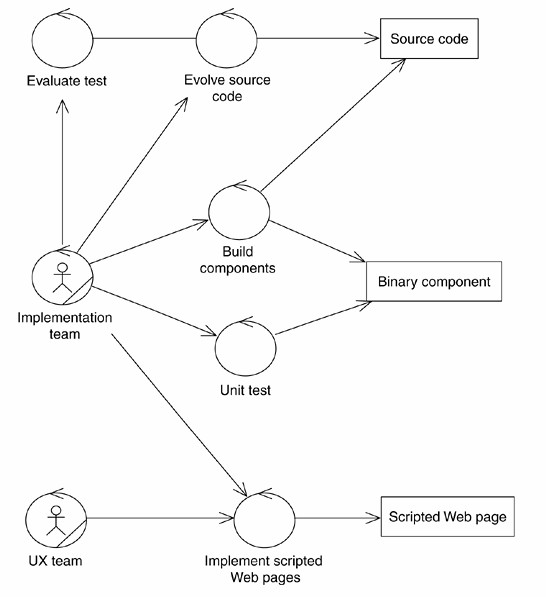 Evaluate test
Evolve source
code
Source code
Build
components
Implementation
team
Binary component
Unit test
UX team
Implement scripted
Web pages
Scripted Web page